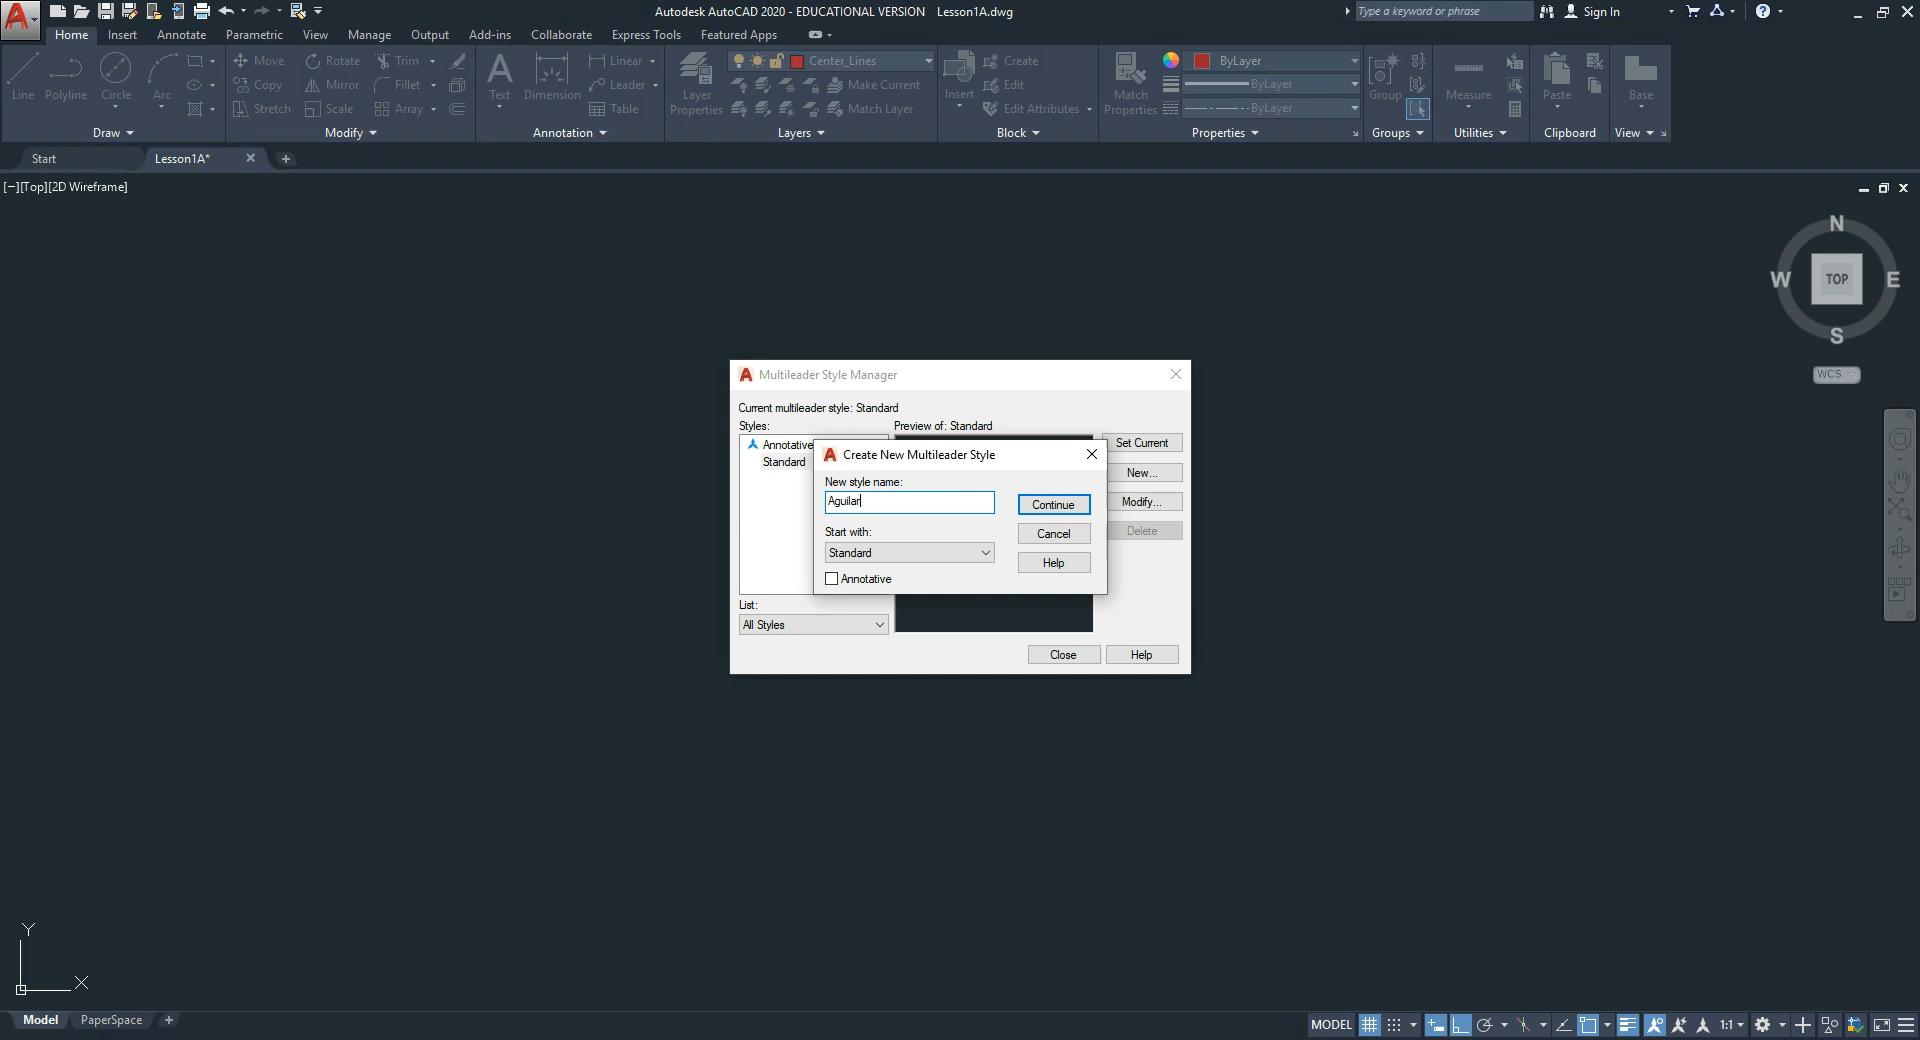 Autodesk AutoCAD 2020 - EDUCATIONAL VERSION Lesson1A.dwg
Type a keyword or phrase
Sign In
Home Insert Annotate Parametric View Manage Output Add-ins Collaborate Express Tools Featured Apps
Line Polyline Circle Arc
Draw
Move Rotate Trim
Copy Mirror Fillet
Stretch Scale Array
Modify
Text Dimension
Linear
Leader
Table
Annotation
Layer
Properties
Center_Lines
Make Current
Match Layer
Layers
Insert
Create
Edit
Edit Attributes
Block
Match
Properties
ByLayer
ByLayer
ByLayer
Properties
Group
Groups
Measure
Utilities
Paste
Clipboard
Base
View
Start Lesson1A*
[−][Top][2D Wireframe]
N
W TOP E
S
WCS
Multileader Style Manager
Current multileader style: Standard
Styles: Preview of: Standard
Annotative
Standard
Set Current
New...
Modify...
Delete
Create New Multileader Style
New style name:
Aguilar
Continue
Start with:
Cancel
Standard
Help
Annotative
List:
All Styles
Close Help
Y
X
Model PaperSpace
MODEL 1:1